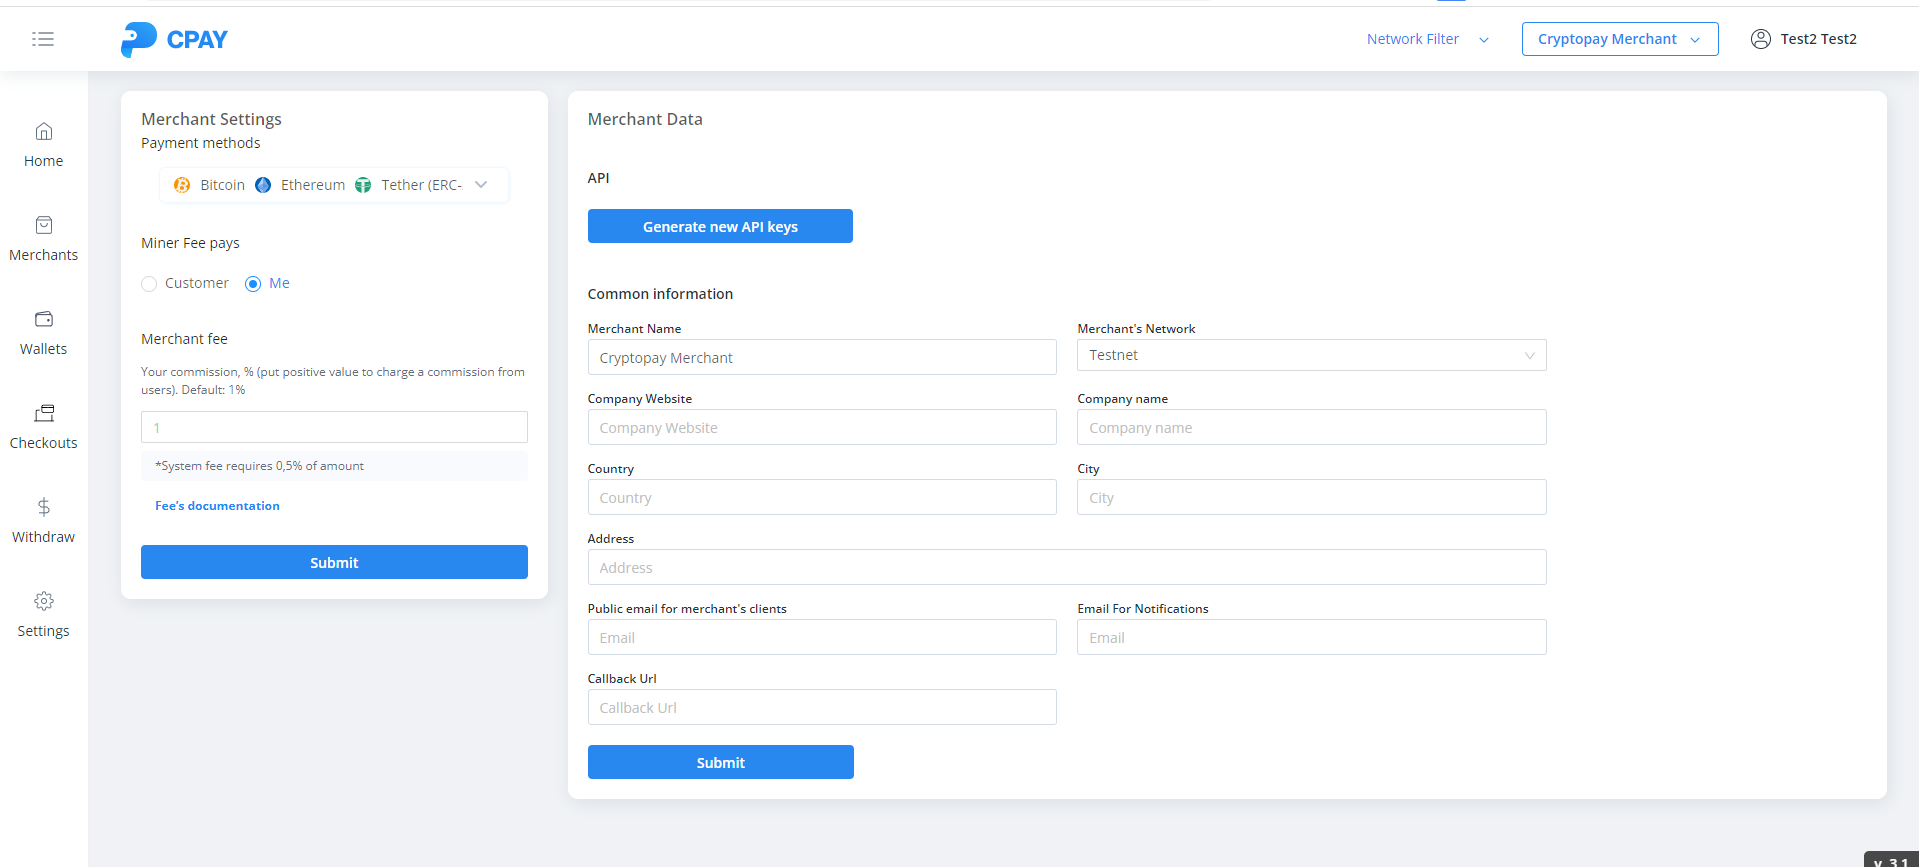 CPAY
Network Filter
Cryptopay Merchant
Test2 Test2
Home
Merchants
Wallets
Checkouts
Withdraw
Settings
Merchant Settings
Payment methods
Bitcoin Ethereum Tether (ERC-
Miner Fee pays
Customer Me
Merchant fee
Your commission, % (put positive value to charge a commission from
users). Default: 1%
1
*System fee requires 0,5% of amount
Fee's documentation
Submit
Merchant Data
API
Generate new API keys
Common information
Merchant Name Merchant's Network
Cryptopay Merchant Testnet
Company Website Company name
Company Website Company name
Country City
Country City
Address
Address
Public email for merchant's clients Email For Notifications
Email Email
Callback Url
Callback Url
Submit
v 3.1